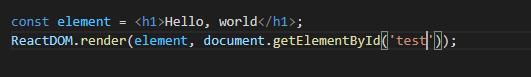 const element = <h1>Hello, world</h1>;
ReactDOM.render(element, document.getElementById('test'));